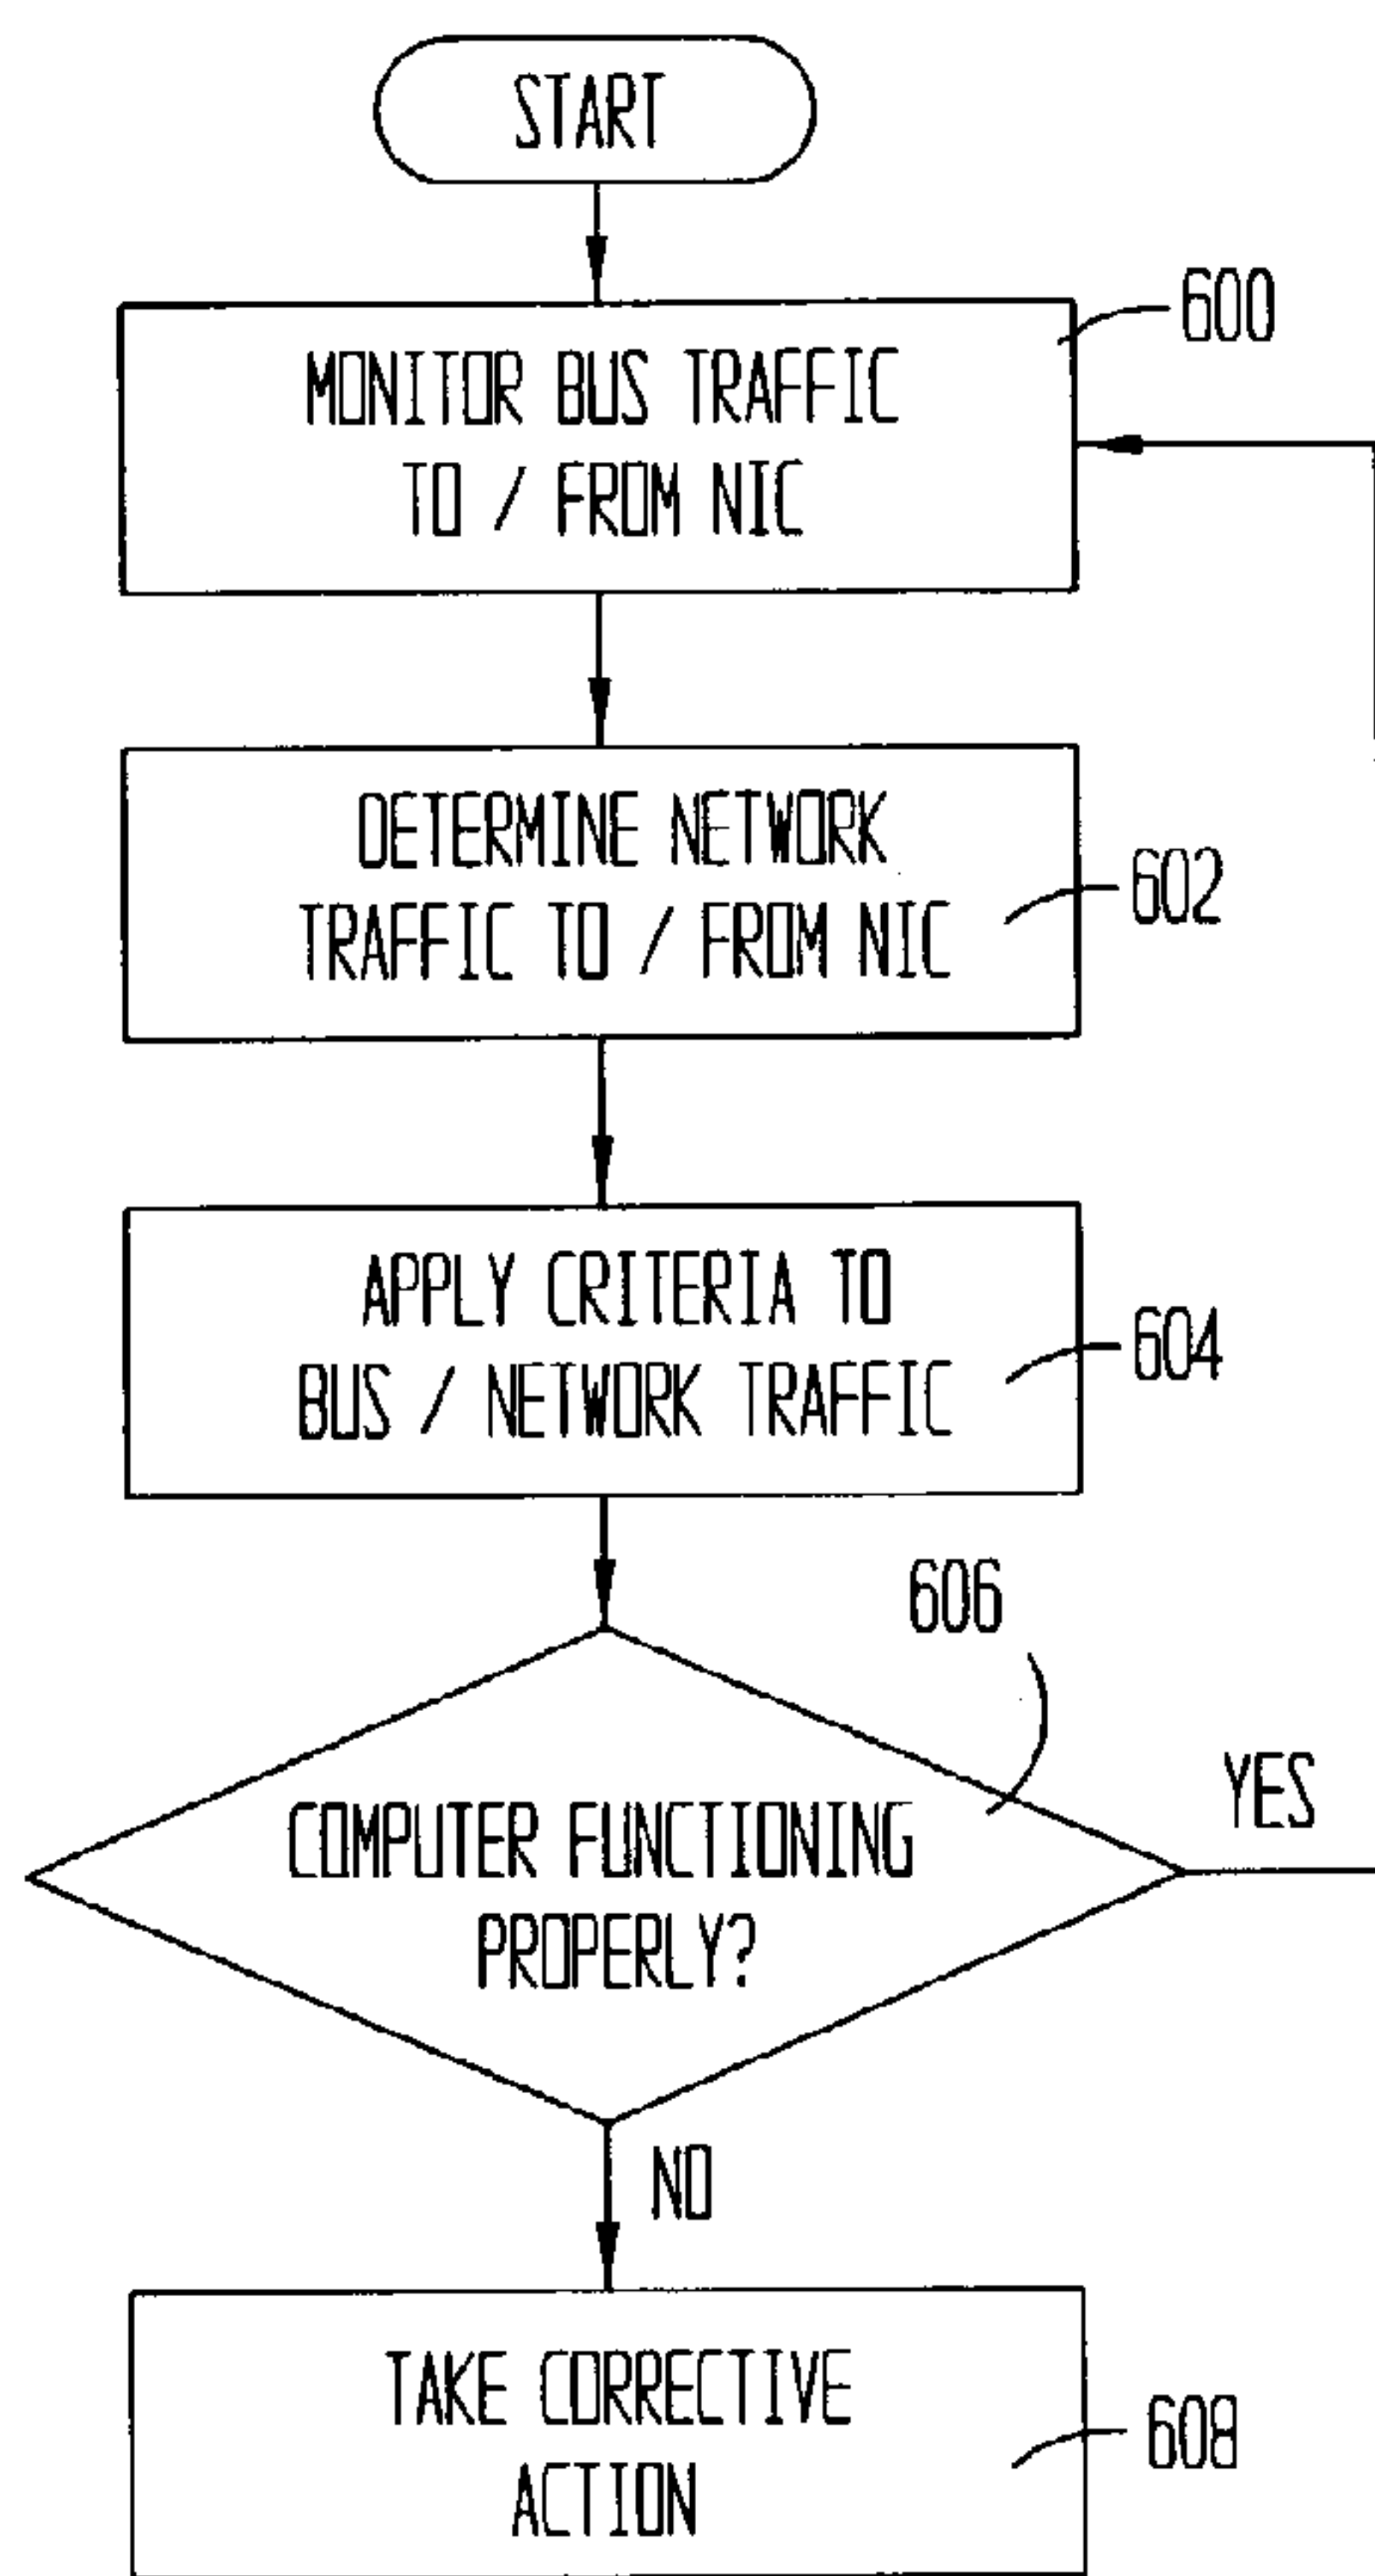 START
600
MONITOR BUS TRAFFIC
TO / FROM NIC
DETERMINE NETWORK
TRAFFIC TO / FROM NIC
602
APPLY CRITERIA TO
BUS / NETWORK TRAFFIC
604
606
YES
COMPUTER FUNCTIONING
PROPERLY?
NO
TAKE CORRECTIVE
ACTION
608